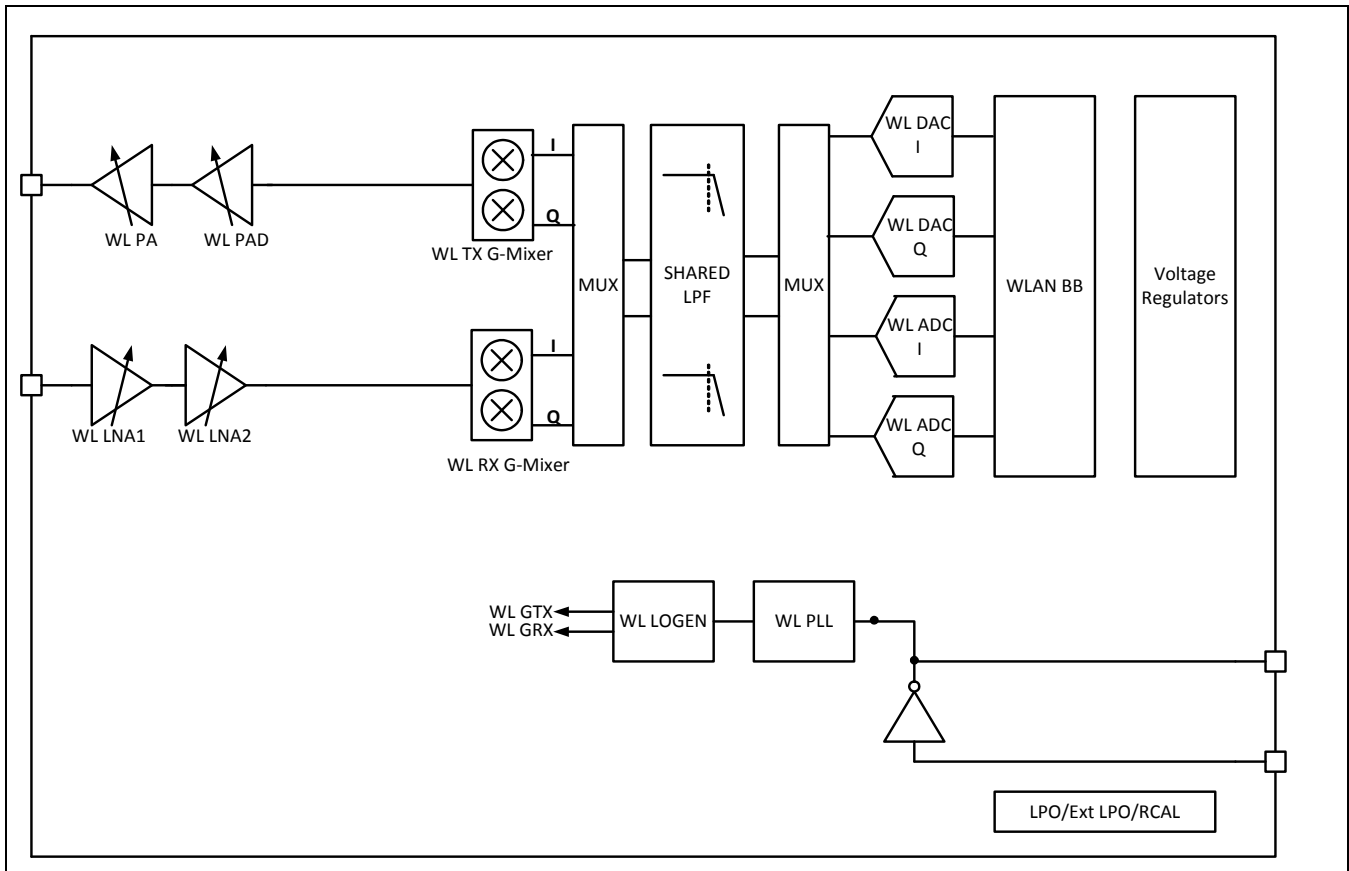 WL PA
WL PAD
WL TX G-Mixer
I
Q
WL LNA1
WL LNA2
WL RX G-Mixer
I
Q
MUX
SHARED
LPF
MUX
WL DAC
I
WL DAC
Q
WL ADC
I
WL ADC
Q
WLAN BB
Voltage
Regulators
WL GTX
WL GRX
WL LOGEN
WL PLL
LPO/Ext LPO/RCAL